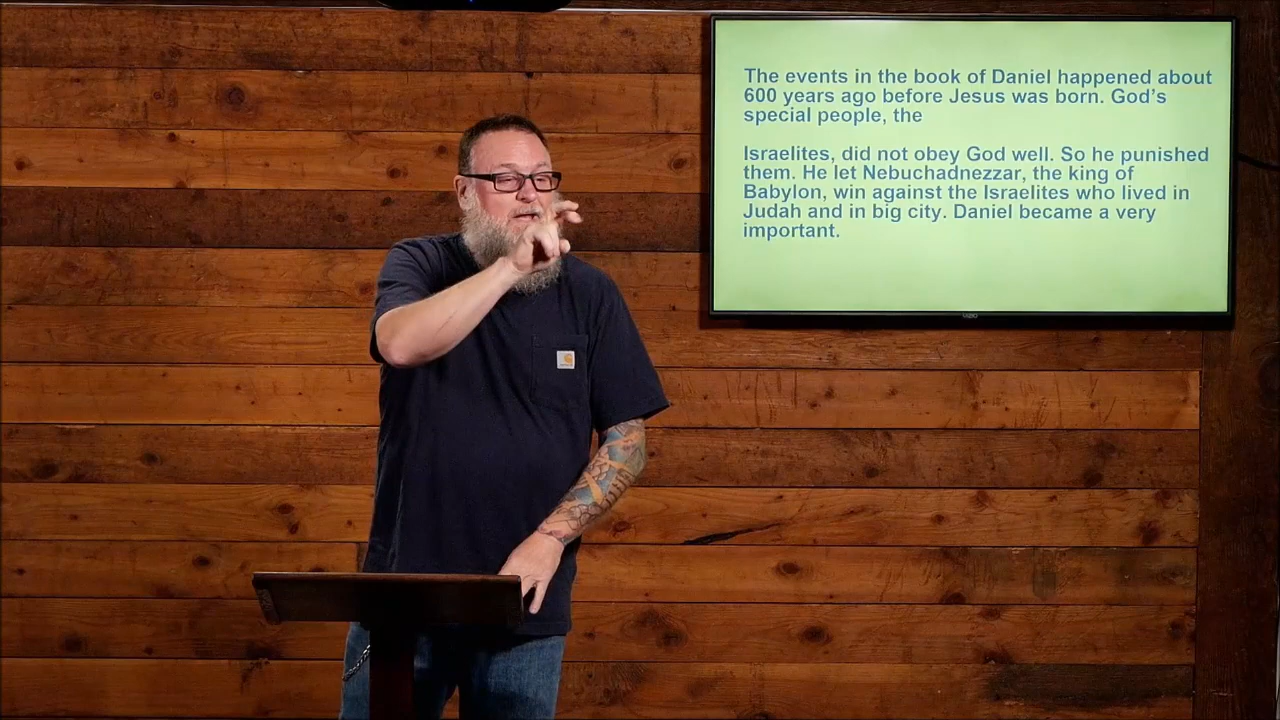 The events in the book of Daniel happened about
600 years ago before Jesus was born. God’s
special people, the
Israelites, did not obey God well. So he punished
them. He let Nebuchadnezzar, the king of
Babylon, win against the Israelites who lived in
Judah and in big city. Daniel became a very
important.
VIZIO